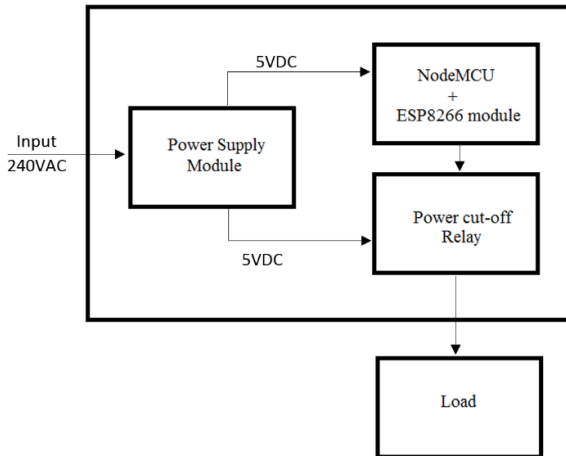 5VDC
NodeMCU
+
ESP8266 module
Input
240VAC
Power Supply
Module
Power cut-off
Relay
5VDC
Load